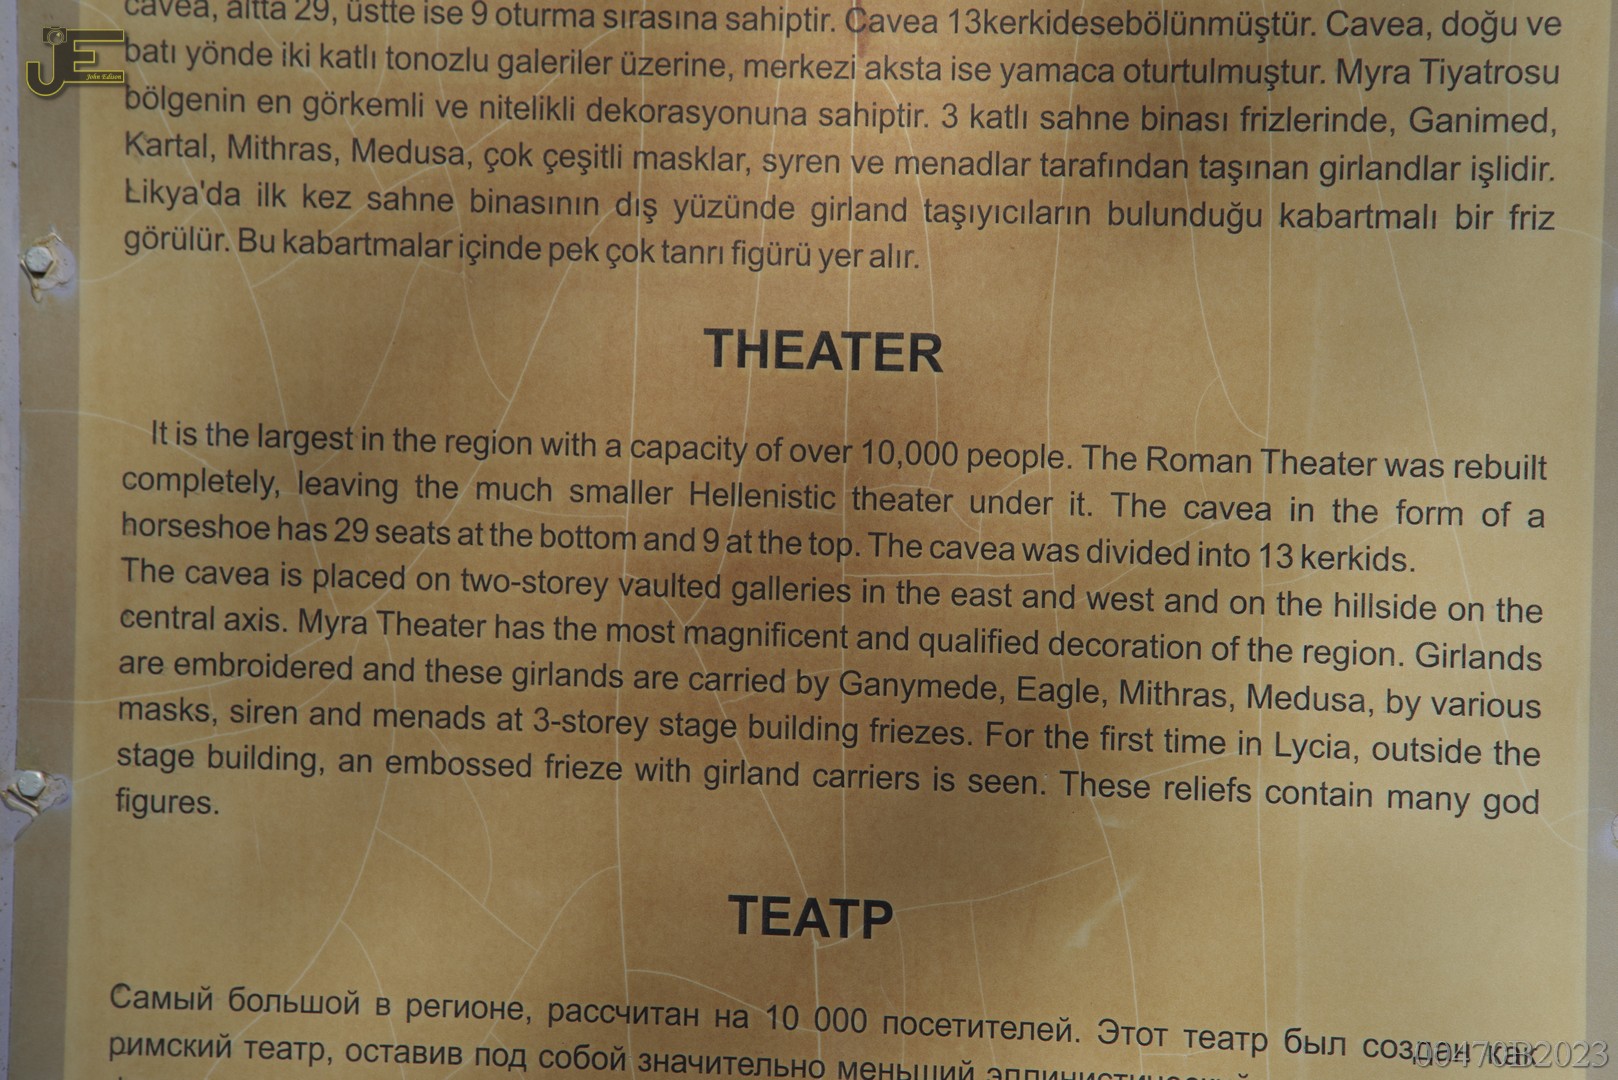 cavea, altta 29, üstte ise 9 oturma sırasına sahiptir. Cavea 13kerkidesebölünmüştür. Cavea, doğu ve
batı yönde iki katlı tonozlu galeriler üzerine, merkezi aksta ise yamaca oturtulmuştur. Myra Tiyatrosu
bölgenin en görkemli ve nitelikli dekorasyonuna sahiptir. 3 katlı sahne binası frizlerinde, Ganimed,
Kartal, Mithras, Medusa, çok çeşitli masklar, syren ve menadlar tarafından taşınan girlandlar işlidir.
Likya'da ilk kez sahne binasının dış yüzünde girland taşıyıcıların bulunduğu kabartmalı bir friz
görülür. Bu kabartmalar içinde pek çok tanrı figürü yer alır.
THEATER
It is the largest in the region with a capacity of over 10,000 people. The Roman Theater was rebuilt
completely, leaving the much smaller Hellenistic theater under it. The cavea in the form of a
horseshoe has 29 seats at the bottom and 9 at the top. The cavea was divided into 13 kerkids.
The cavea is placed on two-storey vaulted galleries in the east and west and on the hillside on the
central axis. Myra Theater has the most magnificent and qualified decoration of the region. Girlands
are embroidered and these girlands are carried by Ganymede, Eagle, Mithras, Medusa, by various
masks, siren and menads at 3-storey stage building friezes. For the first time in Lycia, outside the
stage building, an embossed frieze with girland carriers is seen. These reliefs contain many god
figures.
ТЕАТР
Самый большой в регионе, рассчитан на 10 000 посетителей. Этот театр был создан как
римский театр, оставив под собой значительно меньший
JE
John Edison
00470B2023